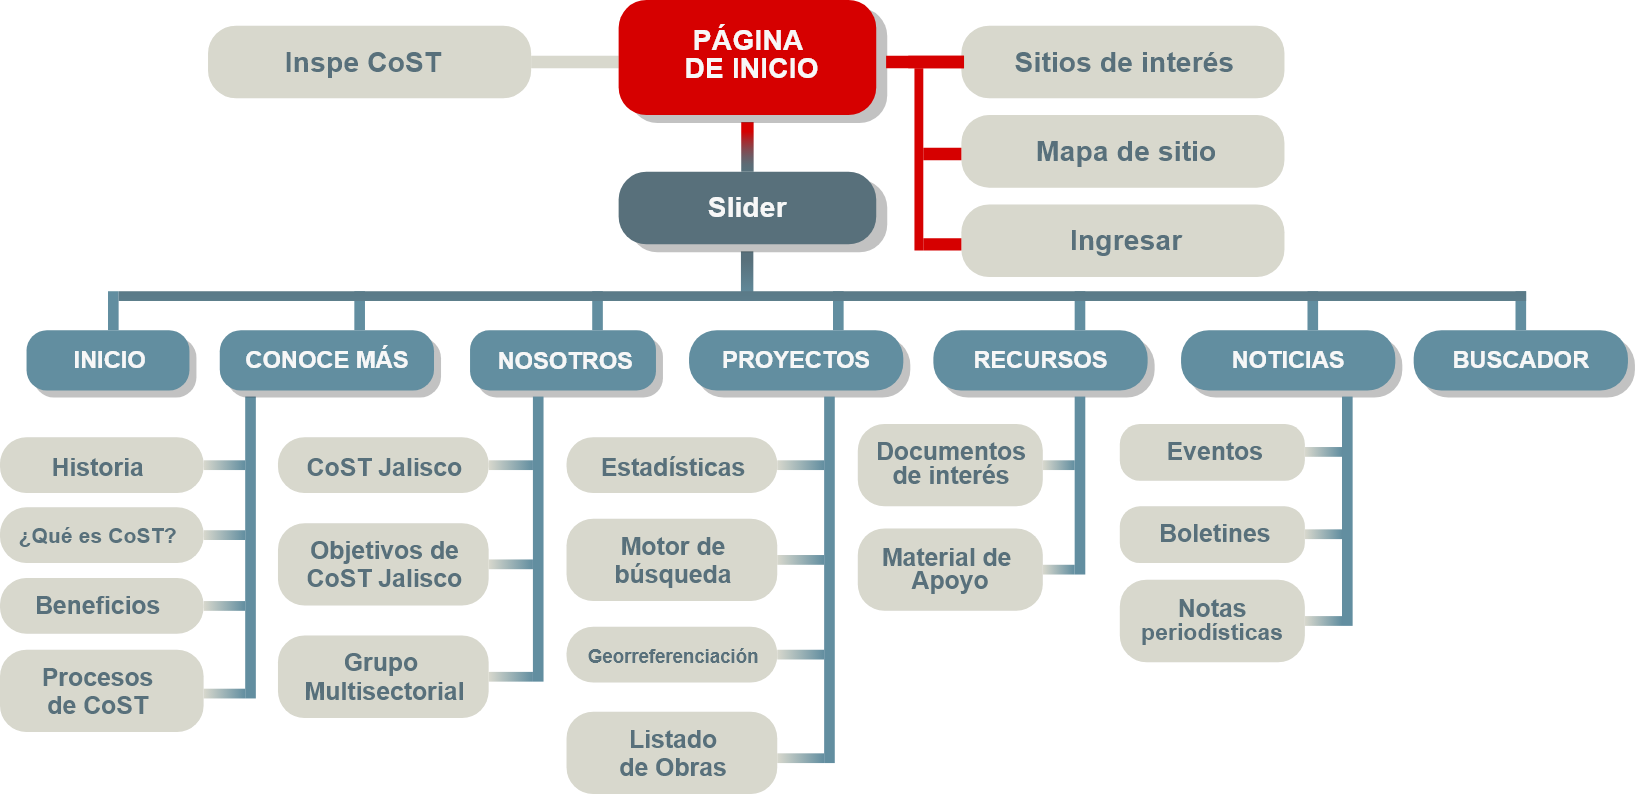 Inspe CoST
PÁGINA
DE INICIO
Sitios de interés
Mapa de sitio
Ingresar
Slider
INICIO
CONOCE MÁS
NOSOTROS
PROYECTOS
RECURSOS
NOTICIAS
BUSCADOR
Historia
¿Qué es CoST?
Beneficios
Procesos
de CoST
CoST Jalisco
Objetivos de
CoST Jalisco
Grupo
Multisectorial
Estadísticas
Motor de
búsqueda
Georreferenciación
Listado
de Obras
Documentos
de interés
Material de
Apoyo
Eventos
Boletines
Notas
periodísticas